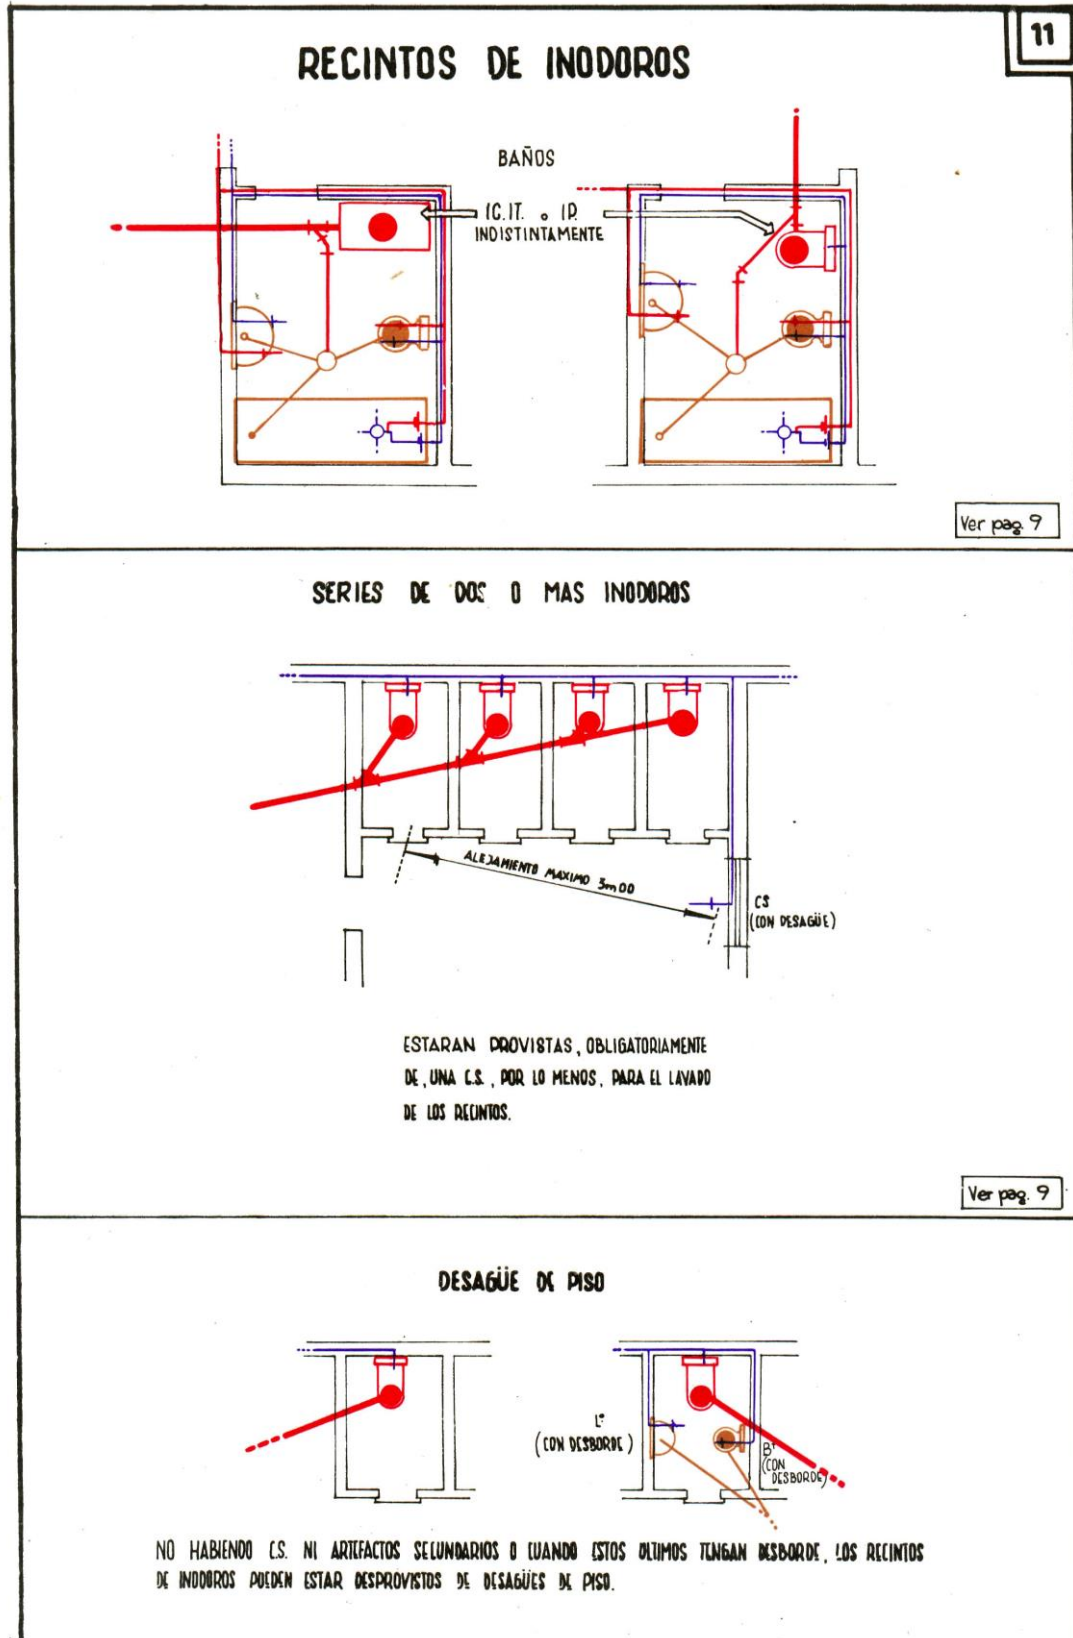 11
RECINTOS DE INODOROS
BAÑOS
IC.IT. o IP.
INDISTINTAMENTE
Ver pag. 9
SERIES DE DOS O MAS INODOROS
ALEJAMIENTO MAXIMO 3m00
CS
(CON DESAGÜE)
ESTARAN PROVISTAS, OBLIGATORIAMENTE
DE, UNA C.S., POR LO MENOS, PARA EL LAVADO
DE LOS RECINTOS.
Ver pag. 9
DESAGÜE DE PISO
Lº
(CON DESBORDE)
Bᵗ
(CON
DESBORDE)
NO HABIENDO C.S. NI ARTEFACTOS SECUNDARIOS O CUANDO ESTOS ULTIMOS TENGAN DESBORDE, LOS RECINTOS
DE INODOROS PUEDEN ESTAR DESPROVISTOS DE DESAGÜES DE PISO.